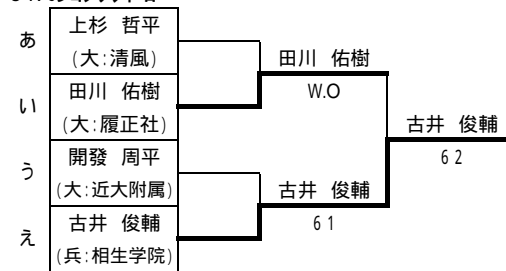 あ
上杉 哲平
(大:清風)
い
田川 佑樹
(大:履正社)
う
開發 周平
(大:近大附属)
え
古井 俊輔
(兵:相生学院)
田川 佑樹
W.O
古井 俊輔
6 1
古井 俊輔
6 2